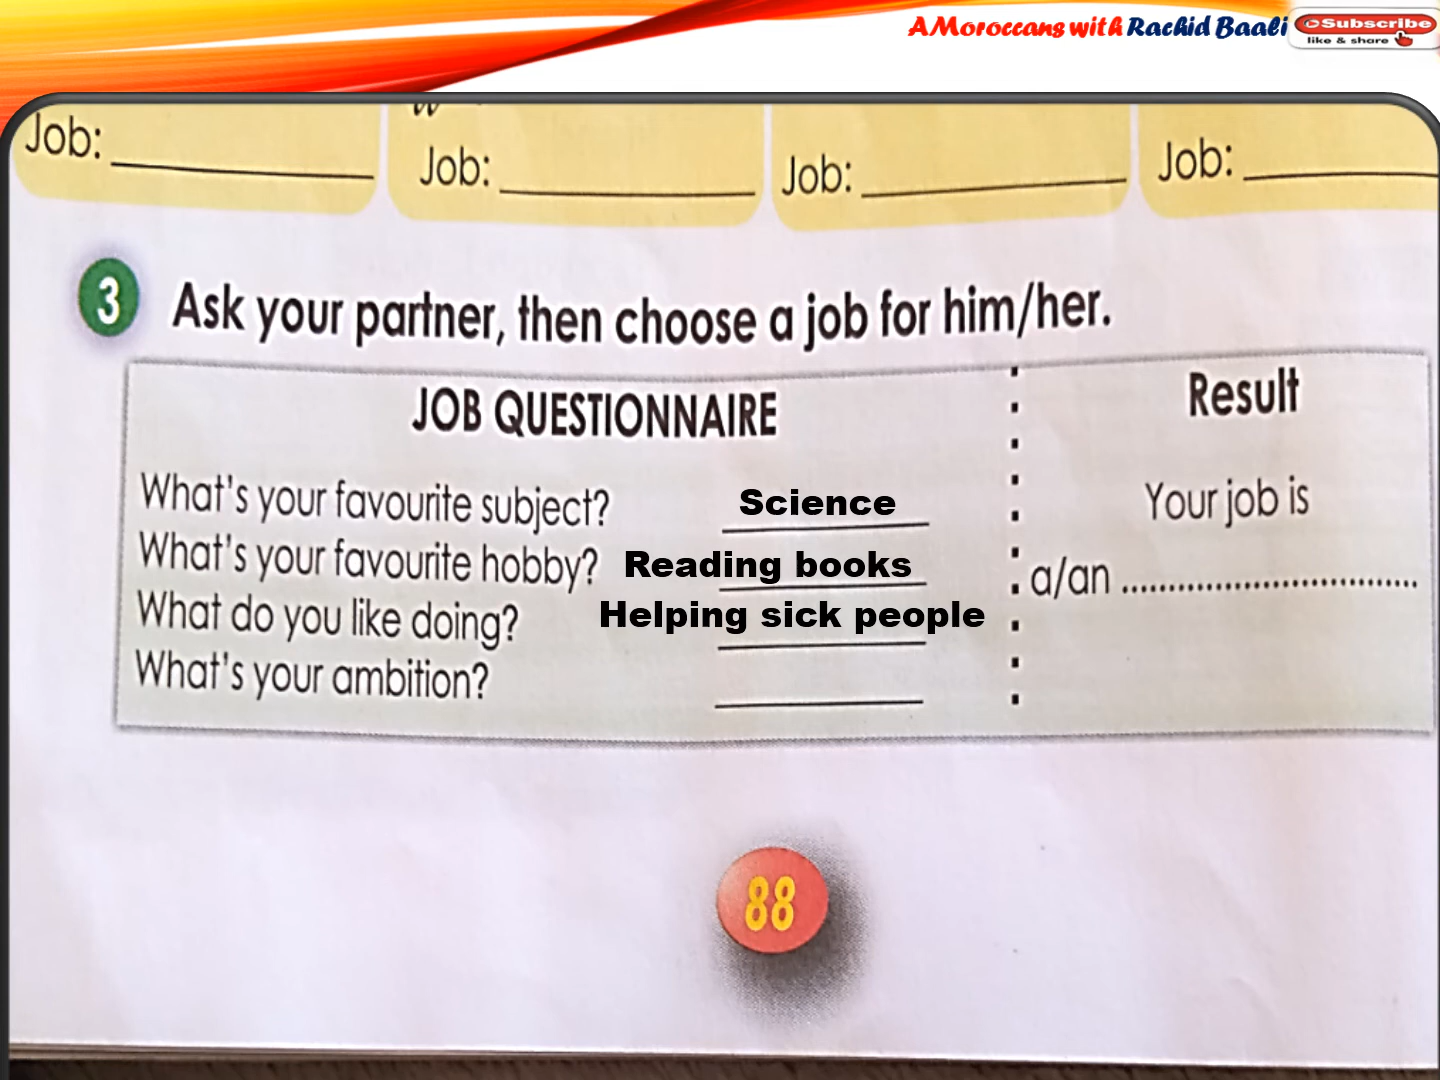 AMoroccans with Rachid Baali
Subscribe
like & share
Job:
Job:
Job:
Job:
3 Ask your partner, then choose a job for him/her.
JOB QUESTIONNAIRE
What's your favourite subject? Science
What's your favourite hobby? Reading books
What do you like doing? Helping sick people
What's your ambition?
Result
Your job is
a/an
88